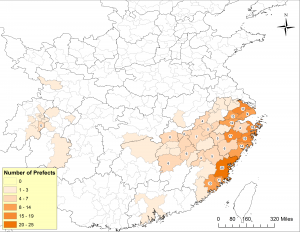 N
Number of Prefects
0
1 - 3
4 - 7
8 - 14
15 - 19
20 - 25
0 80 160 320 Miles